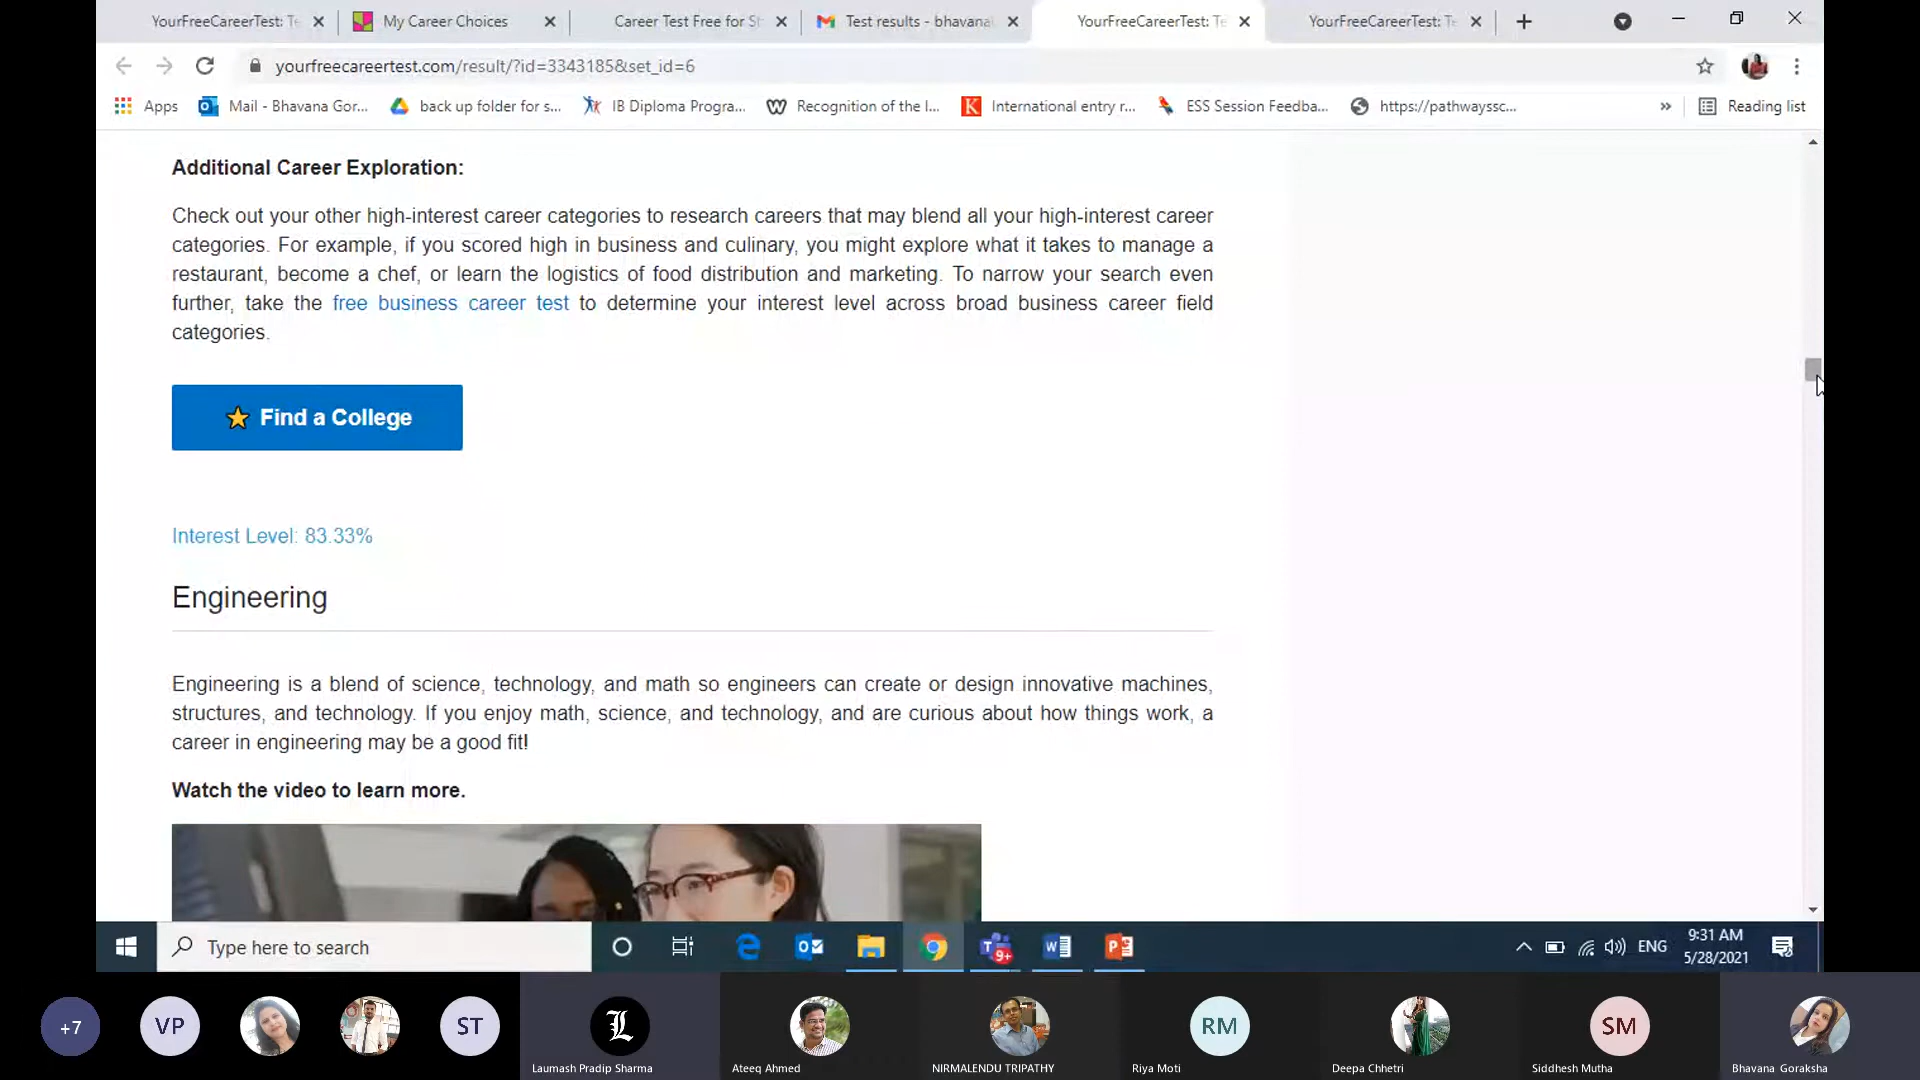 YourFreeCareerTest: Te
My Career Choices
Career Test Free for St
Test results - bhavana
YourFreeCareerTest: Te
YourFreeCareerTest: Te
yourfreecareertest.com/result/?id=3343185&set_id=6
Apps
Mail - Bhavana Gor...
back up folder for s...
IB Diploma Progra...
Recognition of the I...
K
International entry r...
ESS Session Feedba...
https://pathwayssc...
»
Reading list
Additional Career Exploration:
Check out your other high-interest career categories to research careers that may blend all your high-interest career
categories. For example, if you scored high in business and culinary, you might explore what it takes to manage a
restaurant, become a chef, or learn the logistics of food distribution and marketing. To narrow your search even
further, take the free business career test to determine your interest level across broad business career field
categories.
Find a College
Interest Level: 83.33%
Engineering
Engineering is a blend of science, technology, and math so engineers can create or design innovative machines,
structures, and technology. If you enjoy math, science, and technology, and are curious about how things work, a
career in engineering may be a good fit!
Watch the video to learn more.
Type here to search
9+
ENG
9:31 AM
5/28/2021
+7
VP
ST
L
RM
SM
Laumash Pradip Sharma
Ateeq Ahmed
NIRMALENDU TRIPATHY
Riya Moti
Deepa Chhetri
Siddhesh Mutha
Bhavana Goraksha